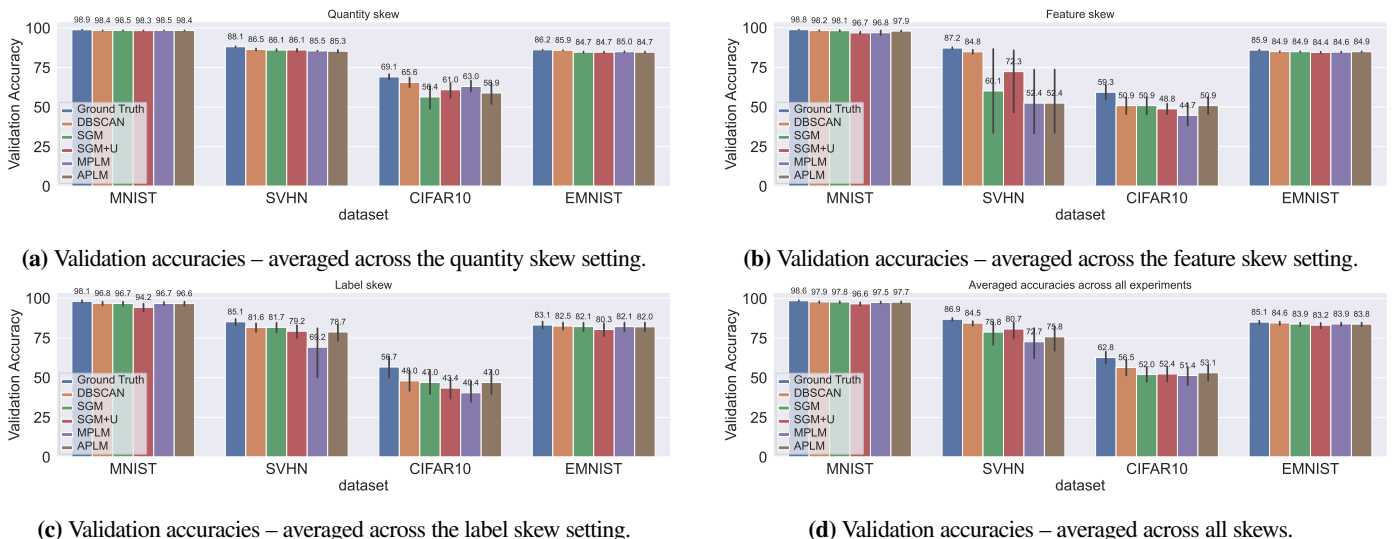 Quantity skew
98.9 98.4 98.5 98.3 98.5 98.4
88.1 86.5 86.1 86.1 85.5 85.3
69.1 65.6 56.4 61.0 63.0 58.9
86.2 85.9 84.7 84.7 85.0 84.7
100
75
50
25
0
Validation Accuracy
Ground Truth
DBSCAN
SGM
SGM+U
MPLM
APLM
MNIST SVHN CIFAR10 EMNIST
dataset
(a) Validation accuracies – averaged across the quantity skew setting.
Feature skew
98.8 98.2 98.1 96.7 96.8 97.9
87.2 84.8 60.1 72.3 52.4 52.4
59.3 50.9 50.9 48.8 44.7 50.9
85.9 84.9 84.9 84.4 84.6 84.9
100
75
50
25
0
Validation Accuracy
Ground Truth
DBSCAN
SGM
SGM+U
MPLM
APLM
MNIST SVHN CIFAR10 EMNIST
dataset
(b) Validation accuracies – averaged across the feature skew setting.
Label skew
98.1 96.8 96.7 94.2 96.7 96.6
85.1 81.6 81.7 79.2 69.2 78.7
56.7 48.0 47.0 43.4 40.4 47.0
83.1 82.5 82.1 80.3 82.1 82.0
100
75
50
25
0
Validation Accuracy
Ground Truth
DBSCAN
SGM
SGM+U
MPLM
APLM
MNIST SVHN CIFAR10 EMNIST
dataset
(c) Validation accuracies – averaged across the label skew setting.
Averaged accuracies across all experiments
98.6 97.9 97.8 96.6 97.5 97.7
86.9 84.5 78.8 80.7 72.7 75.8
62.8 56.5 52.0 52.4 51.4 53.1
85.1 84.6 83.9 83.2 83.9 83.8
100
75
50
25
0
Validation Accuracy
Ground Truth
DBSCAN
SGM
SGM+U
MPLM
APLM
MNIST SVHN CIFAR10 EMNIST
dataset
(d) Validation accuracies – averaged across all skews.